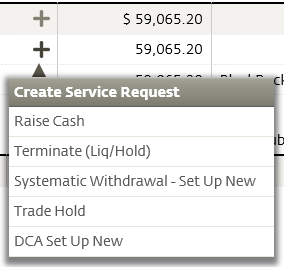 + $ 59,065.20
+ 59,065.20
Create Service Request
Raise Cash
Terminate (Liq/Hold)
Systematic Withdrawal - Set Up New
Trade Hold
DCA Set Up New